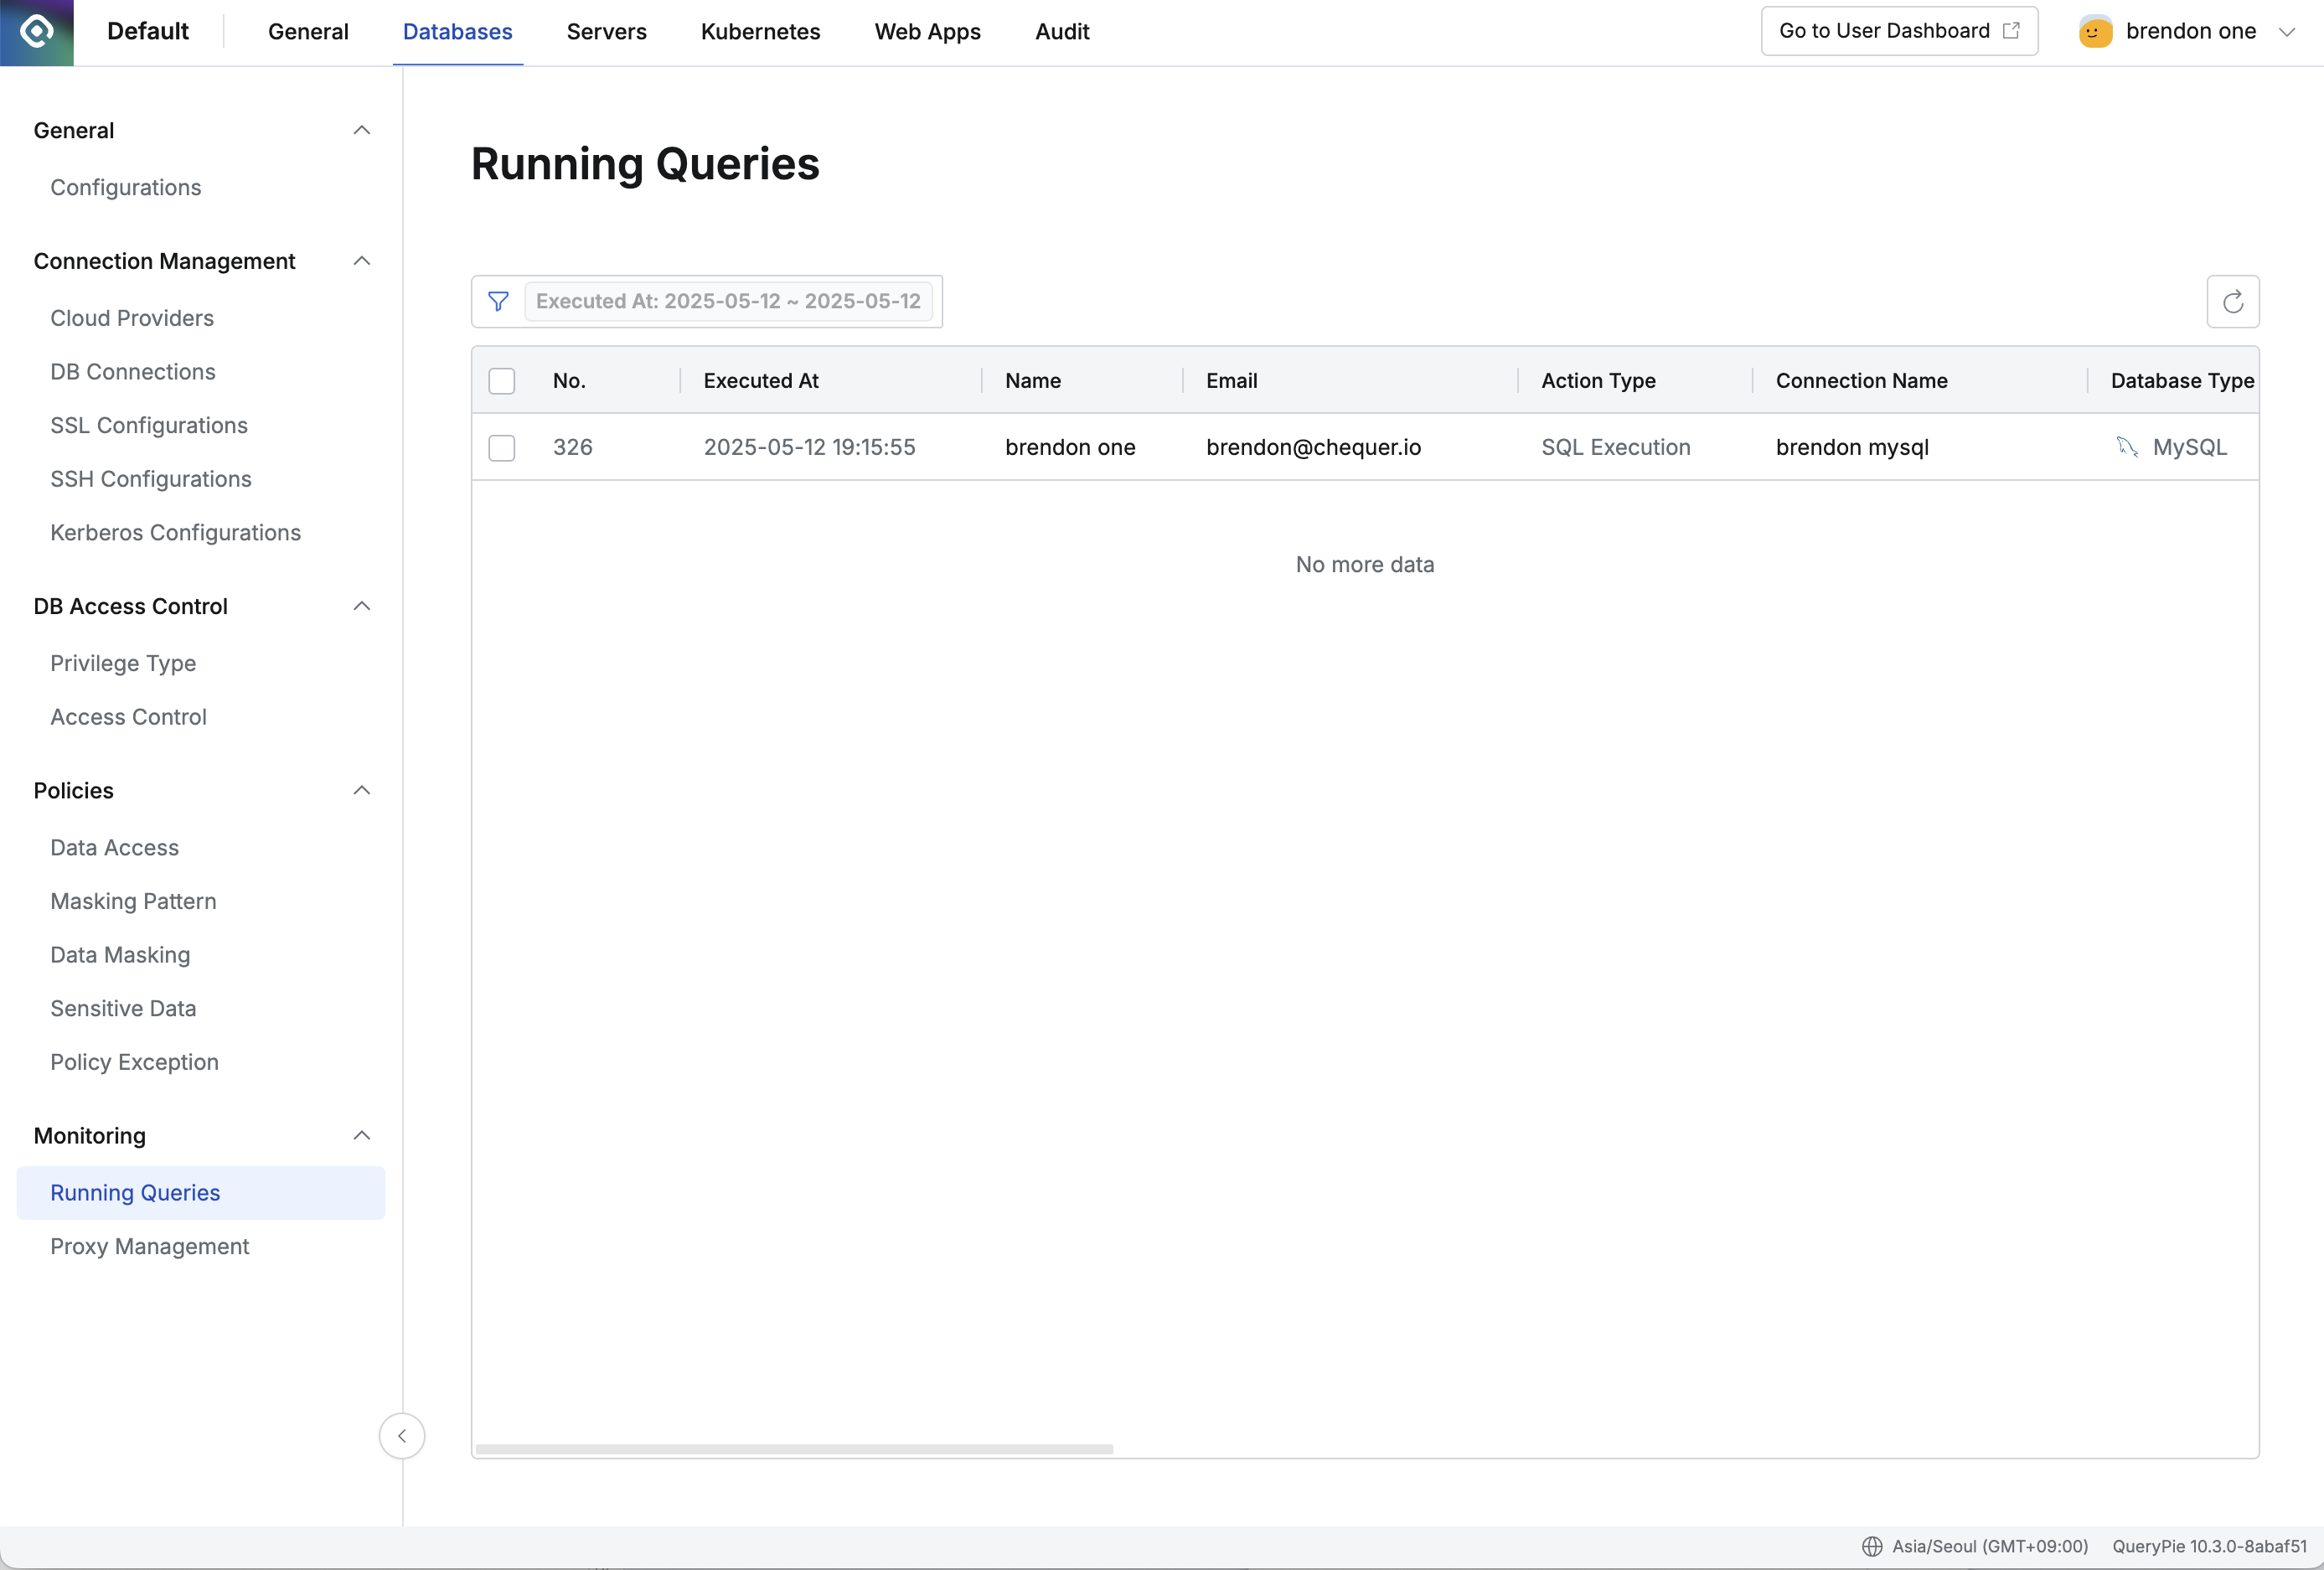 Default
General
Databases
Servers
Kubernetes
Web Apps
Audit
Go to User Dashboard
brendon one
General
Configurations
Connection Management
Cloud Providers
DB Connections
SSL Configurations
SSH Configurations
Kerberos Configurations
DB Access Control
Privilege Type
Access Control
Policies
Data Access
Masking Pattern
Data Masking
Sensitive Data
Policy Exception
Monitoring
Running Queries
Proxy Management
Running Queries
Executed At: 2025-05-12 ~ 2025-05-12
No. Executed At Name Email Action Type Connection Name Database Type
326 2025-05-12 19:15:55 brendon one brendon@chequer.io SQL Execution brendon mysql MySQL
No more data
Asia/Seoul (GMT+09:00) QueryPie 10.3.0-8abaf51